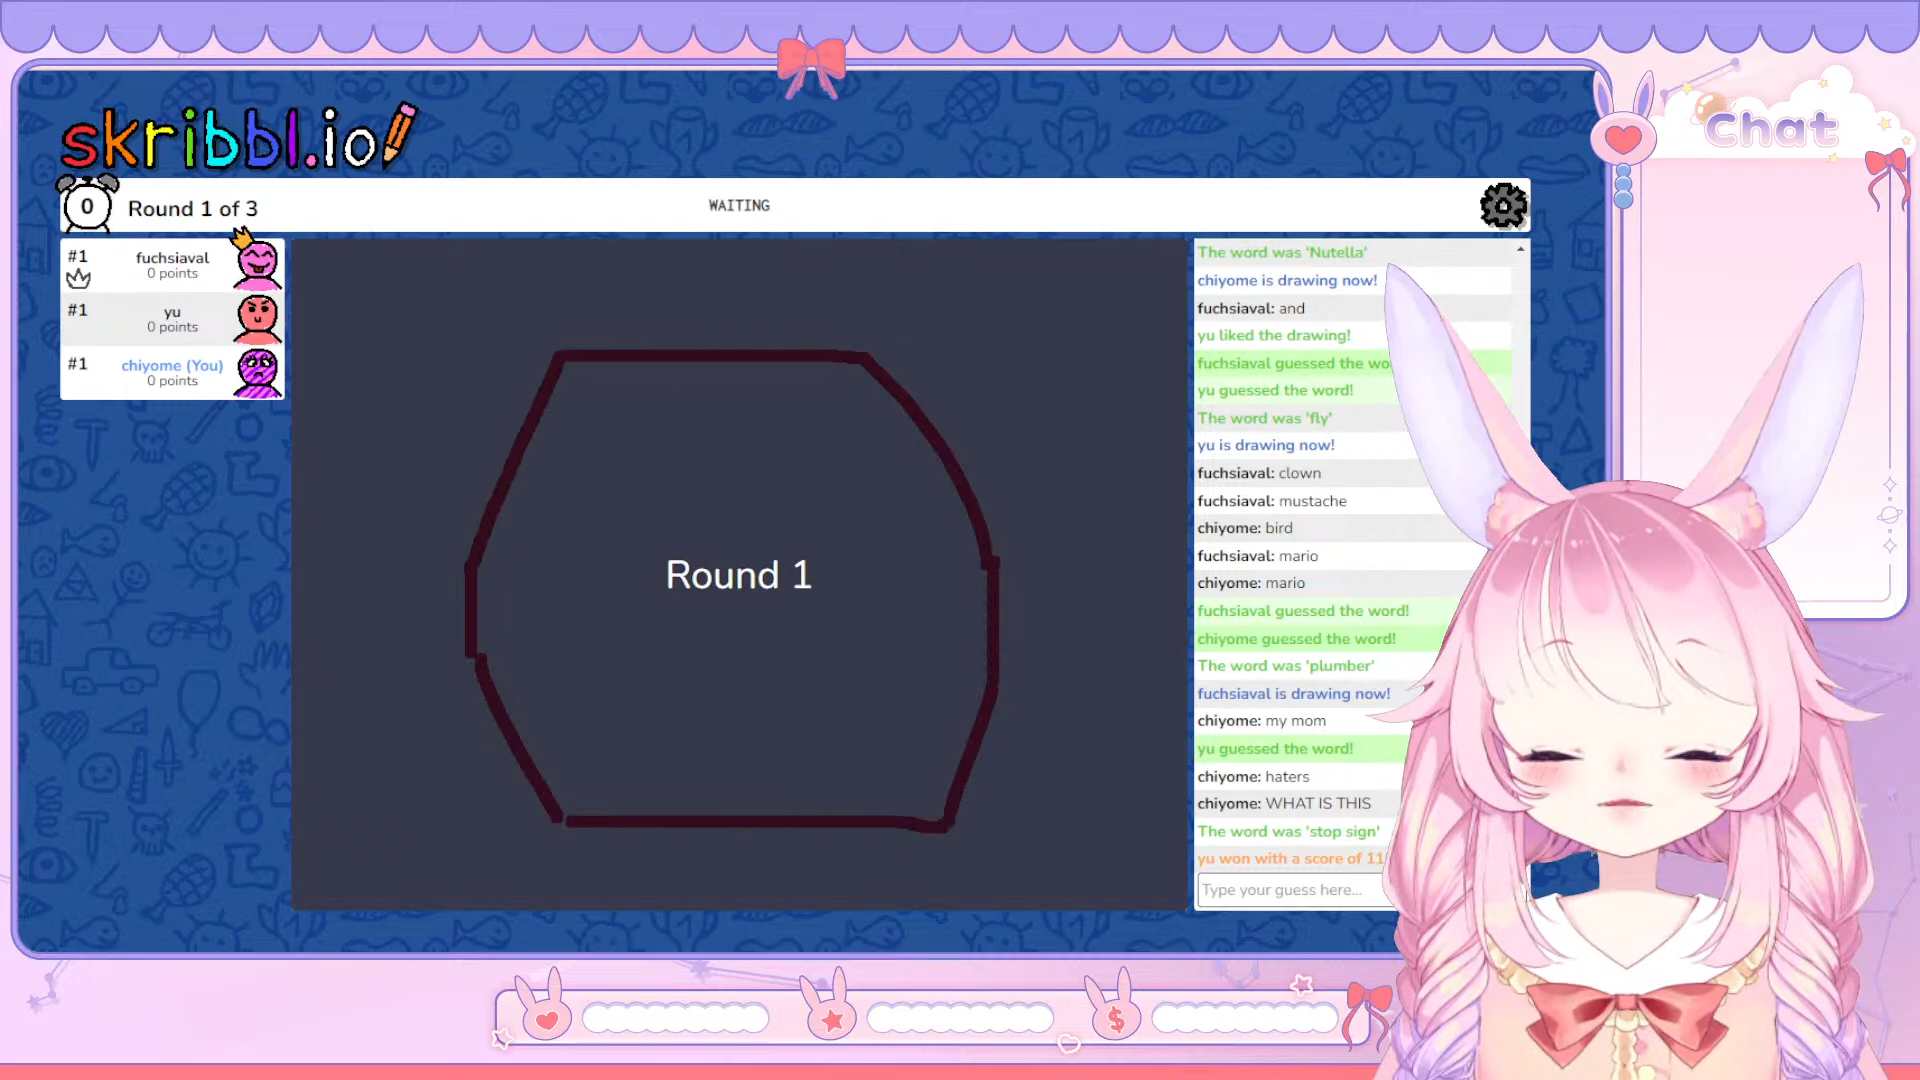 Chat
skribbl.io
0
Round 1 of 3
WAITING
#1
fuchsiaval
0 points
#1
yu
0 points
#1
chiyome (You)
0 points
Round 1
The word was 'Nutella'
chiyome is drawing now!
fuchsiaval: and
yu liked the drawing!
fuchsiaval guessed the wo
yu guessed the word!
The word was 'fly'
yu is drawing now!
fuchsiaval: clown
fuchsiaval: mustache
chiyome: bird
fuchsiaval: mario
chiyome: mario
fuchsiaval guessed the word!
chiyome guessed the word!
The word was 'plumber'
fuchsiaval is drawing now!
chiyome: my mom
yu guessed the word!
chiyome: haters
chiyome: WHAT IS THIS
The word was 'stop sign'
yu won with a score of 11
Type your guess here...
$